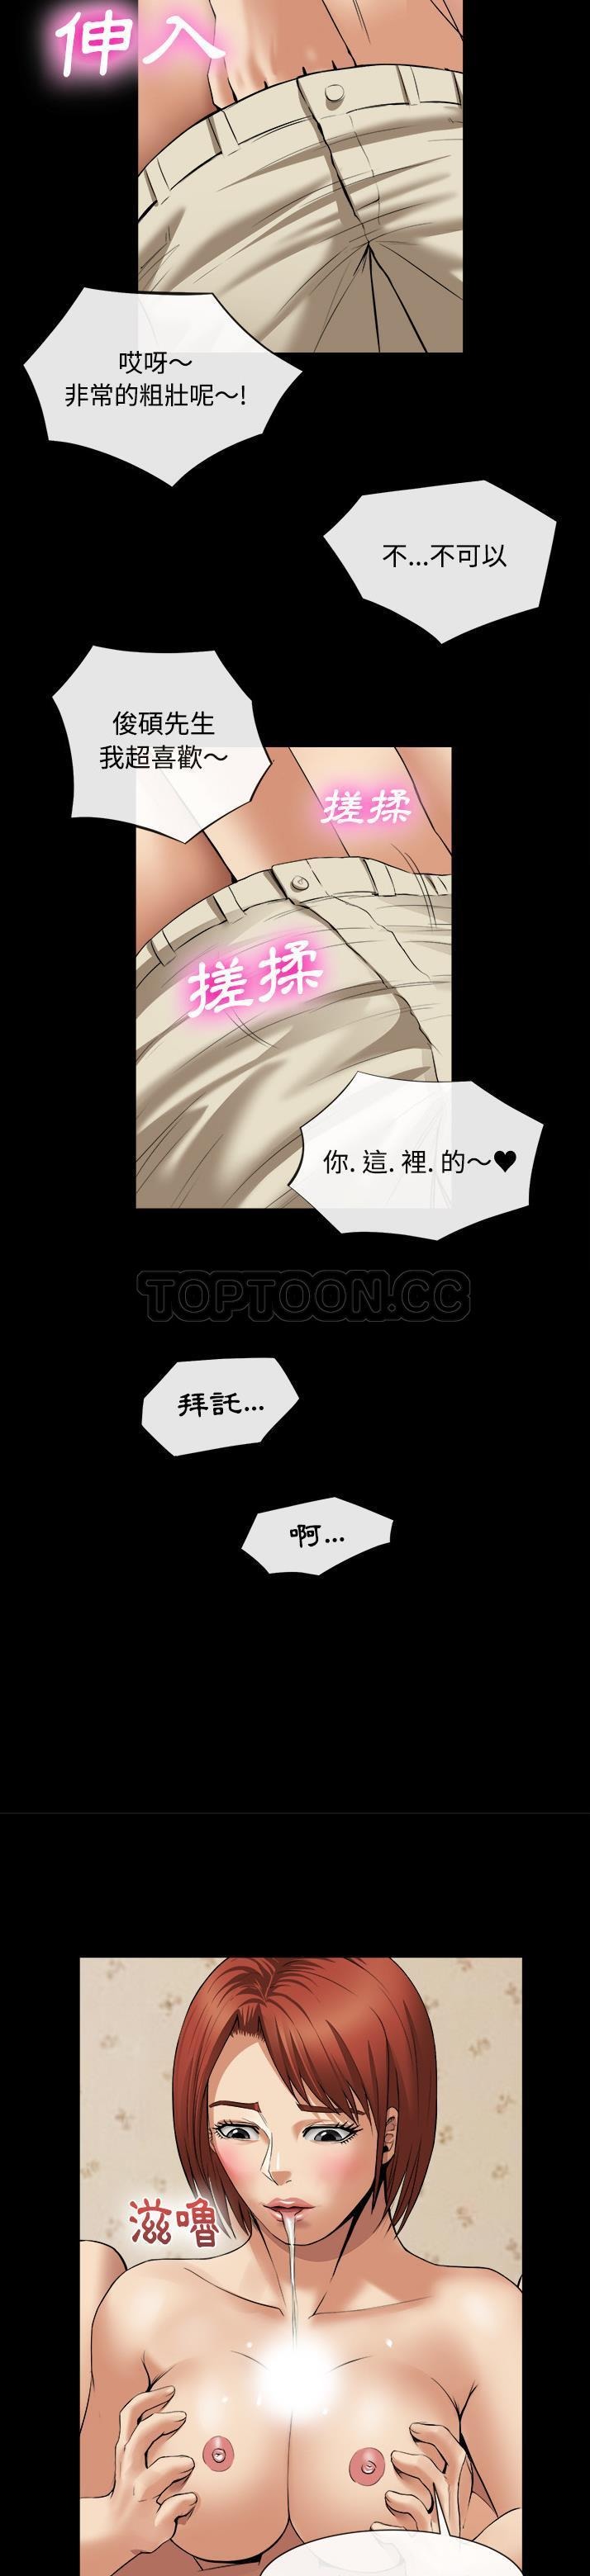 伸入
哎呀～
非常的粗壯呢～!
不...不可以
俊碩先生
我超喜歡～
搓揉
搓揉
你. 這. 裡. 的～♥
TOPTOON.CC
拜託...
啊...
滋嚕